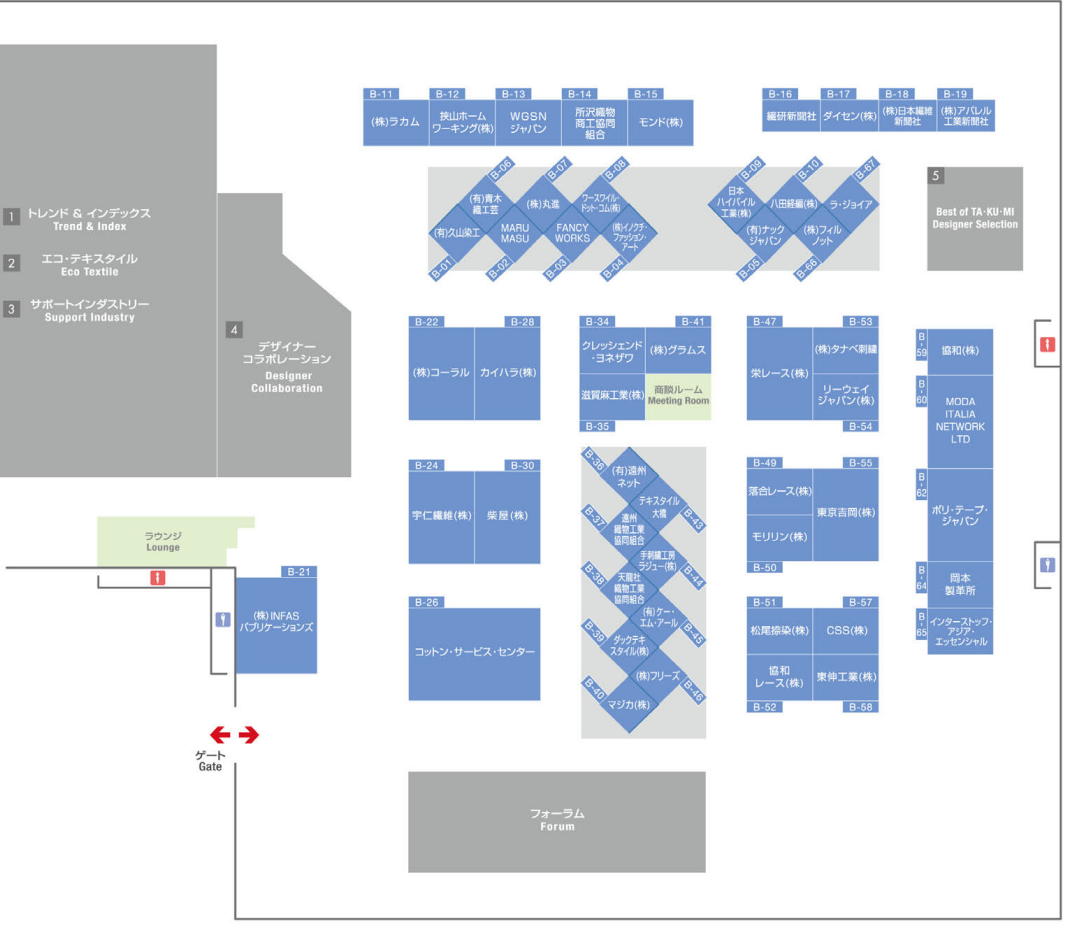 B-11
B-12
B-13
B-14
B-15
(株)ラカム
狭山ホーム
ワーキング(株)
WGSN
ジャパン
所沢織物
商工協同
組合
モンド(株)
B-16
B-17
B-18
B-19
繊研新聞社
ダイセン(株)
(株)日本繊維
新聞社
(株)アパレル
工業新聞社
B-06
B-07
B-08
(有)青木
織工芸
(株)丸進
ワースワイル・
ドット・コム(株)
(有)久山染工
MARU
MASU
FANCY
WORKS
(株)イノクチ・
ファッション・
アート
B-01
B-02
B-03
B-04
B-09
B-10
B-67
日本
ハイパイル
工業(株)
八田経編(株)
ラ・ジョイア
(有)ナック
ジャパン
(株)フィル
ノット
B-05
B-66
5
Best of TA·KU·MI
Designer Selection
1
トレンド & インデックス
Trend & Index
2
エコ・テキスタイル
Eco Textile
3
サポートインダストリー
Support Industry
4
デザイナー
コラボレーション
Designer
Collaboration
B-22
B-28
(株)コーラル
カイハラ(株)
B-34
B-41
クレッシェンド
・ヨネザワ
(株)グラムス
滋賀麻工業(株)
商談ルーム
Meeting Room
B-35
B-47
B-53
栄レース(株)
(株)タナベ刺繍
リーウェイ
ジャパン(株)
B-54
B-59
協和(株)
B-60
MODA
ITALIA
NETWORK
LTD
B-62
ポリ・テープ・
ジャパン
B-64
岡本
製革所
B-65
インターストッフ・
アジア・
エッセンシャル
B-24
B-30
宇仁繊維(株)
柴屋(株)
B-36
(有)遠州
ネット
テキスタイル
大橋
B-43
B-37
遠州
織物工業
協同組合
手刺繍工房
ラジュー(株)
B-44
B-38
天龍社
織物工業
協同組合
(有)ケー・
エム・アール
B-45
B-39
ダックテキ
スタイル(株)
(株)フリーズ
B-46
B-40
マジカ(株)
B-49
B-55
落合レース(株)
東京吉岡(株)
モリリン(株)
B-50
B-51
B-57
松尾捺染(株)
CSS(株)
協和
レース(株)
東伸工業(株)
B-52
B-58
ラウンジ
Lounge
B-21
(株)INFAS
パブリケーションズ
B-26
コットン・サービス・センター
ゲート
Gate
フォーラム
Forum